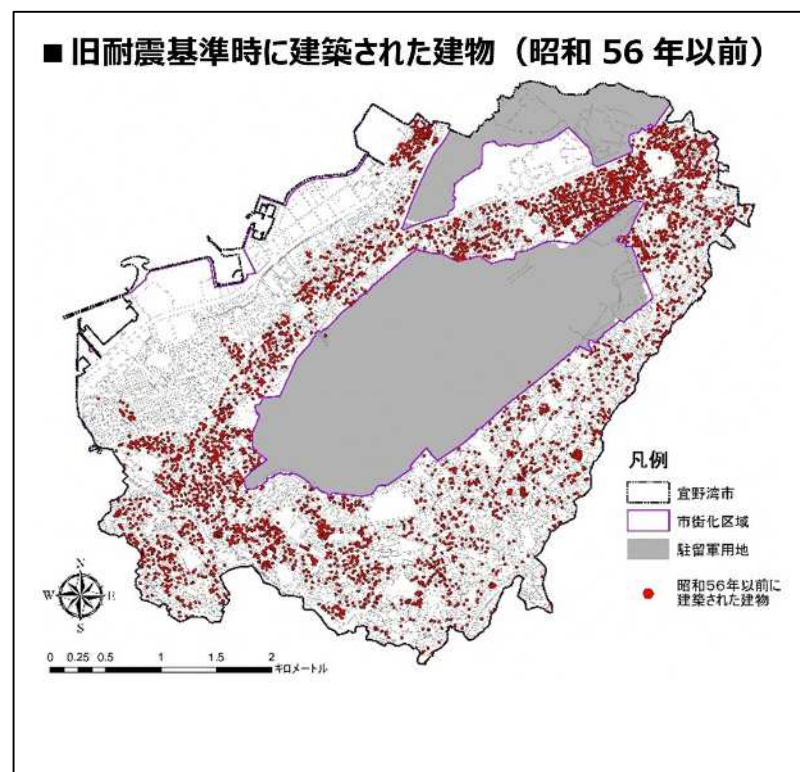 ■ 旧耐震基準時に建築された建物（昭和 56 年以前）
凡例
宜野湾市
市街化区域
駐留軍用地
昭和56年以前に
建築された建物
N
W E
S
0 0.25 0.5 1 1.5 2
キロメートル